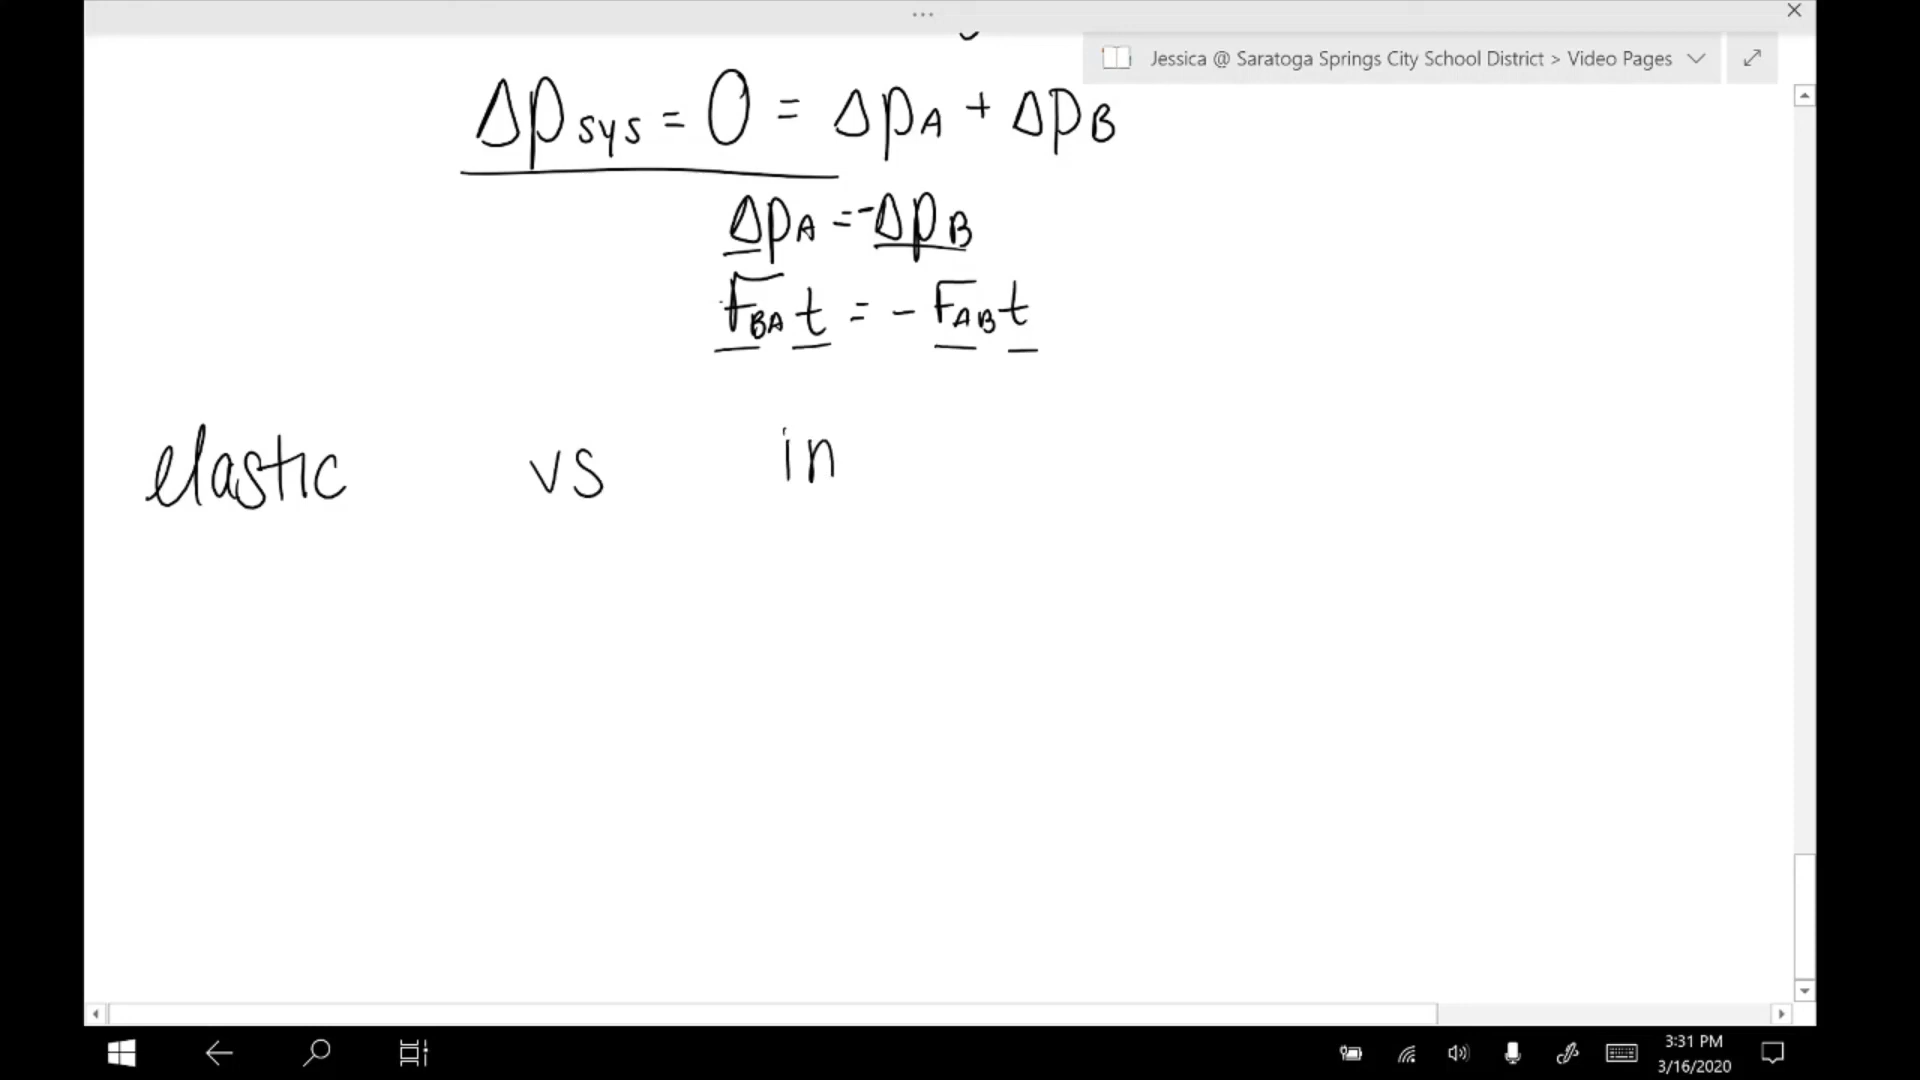 ...
Jessica @ Saratoga Springs City School District > Video Pages
Δp sys = 0 = Δp A + Δp B
Δp A = -Δp B
F BA t = - F AB t
elastic vs in
3:31 PM
3/16/2020